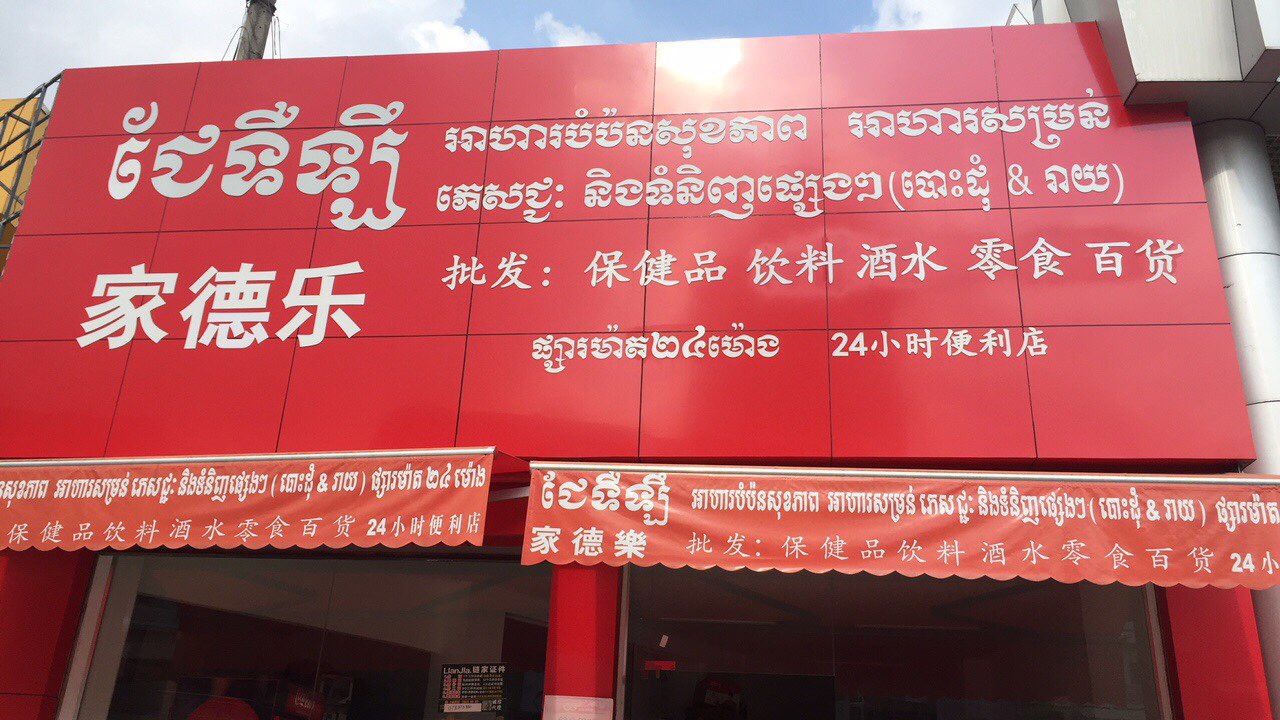 ជែទឺឡឺ
អាហារបំប៉នសុខភាព អាហារសម្រន់
ភេសជ្ជៈ និងទំនិញផ្សេងៗ(បោះដុំ & រាយ)
家德乐
批发：保健品 饮料 酒水 零食 百货
ផ្សារម៉ាត២៤ម៉ោង 24小时便利店
សុខភាព អាហារសម្រន់ ភេសជ្ជៈ និងទំនិញផ្សេងៗ (បោះដុំ & រាយ) ផ្សារម៉ាត ២៤ ម៉ោង
保健品饮料酒水零食百货 24小时便利店
ជែទឺឡឺ អាហារបំប៉នសុខភាព អាហារសម្រន់ ភេសជ្ជៈ និងទំនិញផ្សេងៗ (បោះដុំ & រាយ) ផ្សារម៉ាត
家德樂 批发：保健品饮料酒水零食百货 24小
LianJia.链家证件